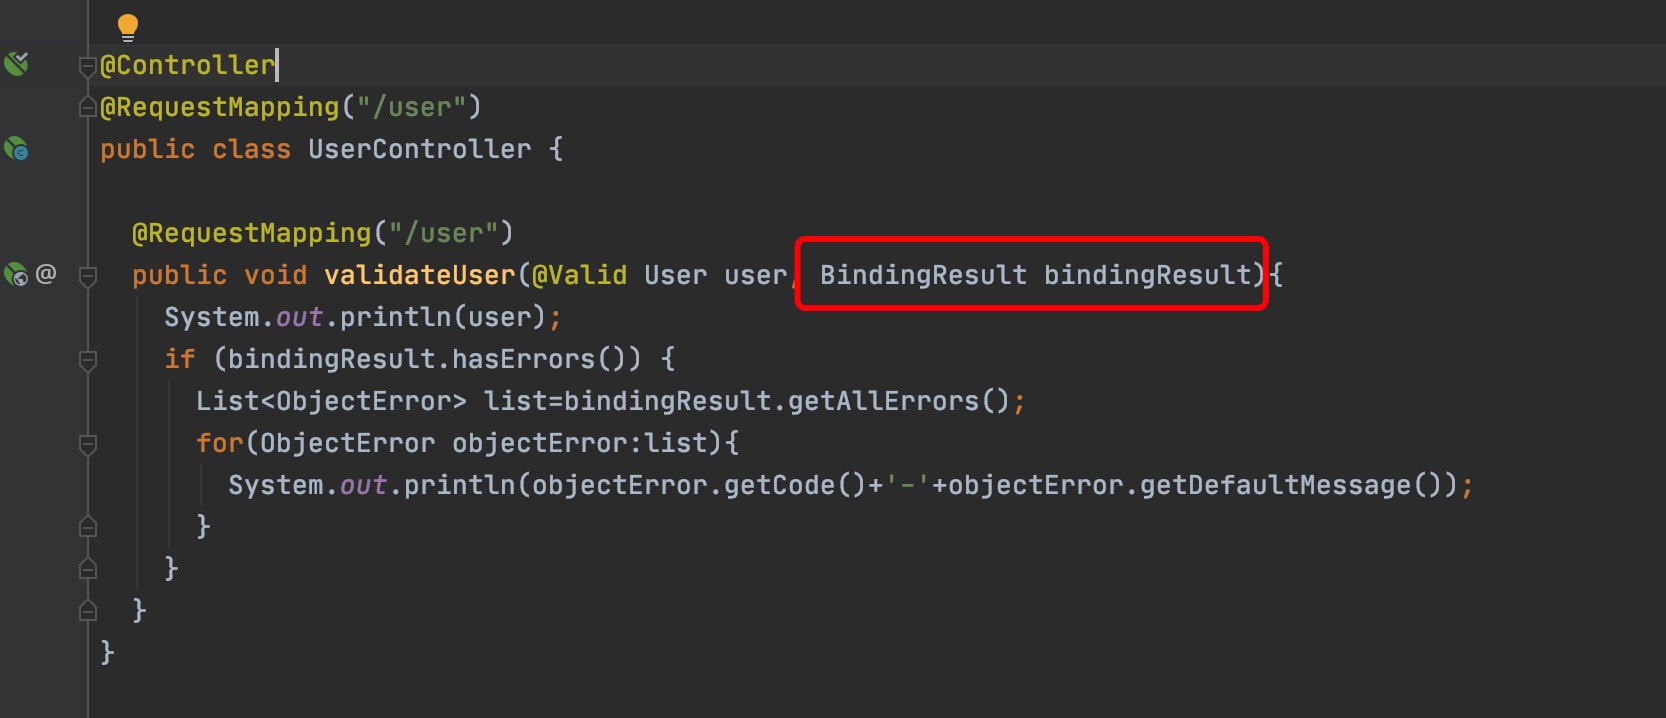 @Controller
@RequestMapping("/user")
public class UserController {
@RequestMapping("/user")
@
public void validateUser(@Valid User user, BindingResult bindingResult){
System.out.println(user);
if (bindingResult.hasErrors()) {
List<ObjectError> list=bindingResult.getAllErrors();
for(ObjectError objectError:list){
System.out.println(objectError.getCode()+'-'+objectError.getDefaultMessage());
}
}
}
}